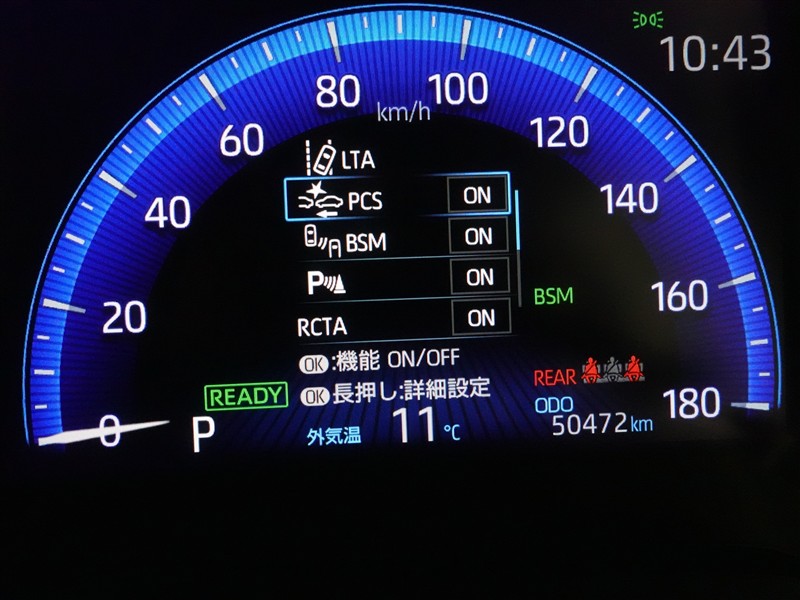 10:43
0
20
40
60
80
100
120
140
160
180
km/h
LTA
PCS ON
BSM ON
P ON
RCTA ON
OK:機能 ON/OFF
OK長押し:詳細設定
BSM
READY
P
外気温 11℃
REAR
ODO
50472km